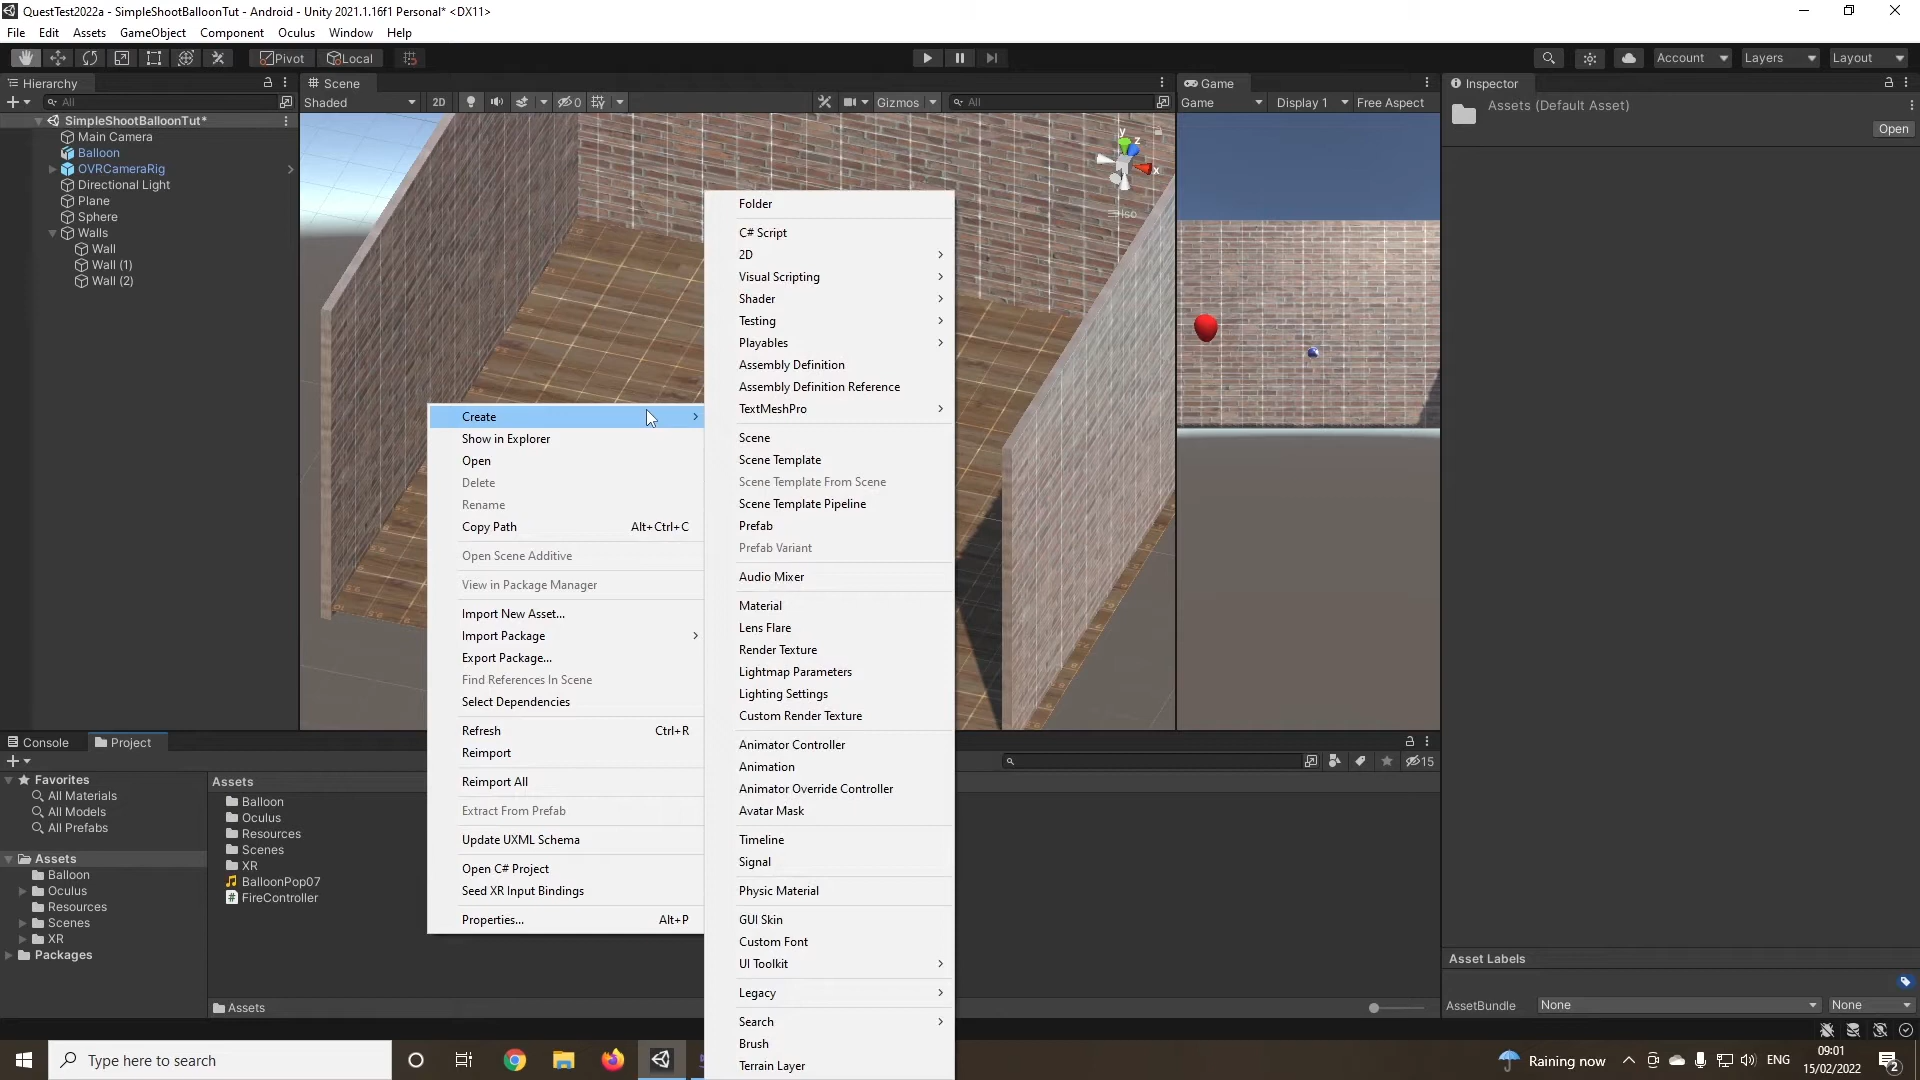 QuestTest2022a - SimpleShootBalloonTut - Android - Unity 2021.1.16f1 Personal* <DX11>
File Edit Assets GameObject Component Oculus Window Help
Pivot Local Account Layers Layout
Hierarchy
All
SimpleShootBalloonTut*
Main Camera
Balloon
OVRCameraRig
Directional Light
Plane
Sphere
Walls
Wall
Wall (1)
Wall (2)
Scene
Shaded 2D 0 Gizmos All
y
z
x
Iso
Game
Game Display 1 Free Aspect
Inspector
Assets (Default Asset)
Open
Create
Show in Explorer
Open
Delete
Rename
Copy Path Alt+Ctrl+C
Open Scene Additive
View in Package Manager
Import New Asset...
Import Package
Export Package...
Find References In Scene
Select Dependencies
Refresh Ctrl+R
Reimport
Reimport All
Extract From Prefab
Update UXML Schema
Open C# Project
Seed XR Input Bindings
Properties... Alt+P
Folder
C# Script
2D
Visual Scripting
Shader
Testing
Playables
Assembly Definition
Assembly Definition Reference
TextMeshPro
Scene
Scene Template
Scene Template From Scene
Scene Template Pipeline
Prefab
Prefab Variant
Audio Mixer
Material
Lens Flare
Render Texture
Lightmap Parameters
Lighting Settings
Custom Render Texture
Animator Controller
Animation
Animator Override Controller
Avatar Mask
Timeline
Signal
Physic Material
GUI Skin
Custom Font
UI Toolkit
Legacy
Search
Brush
Terrain Layer
Console Project
15
Favorites
All Materials
All Models
All Prefabs
Assets
Balloon
Oculus
Resources
Scenes
XR
Packages
Assets
Balloon
Oculus
Resources
Scenes
XR
BalloonPop07
FireController
Assets
Asset Labels
AssetBundle None None
Type here to search
Raining now
ENG
09:01
15/02/2022
2